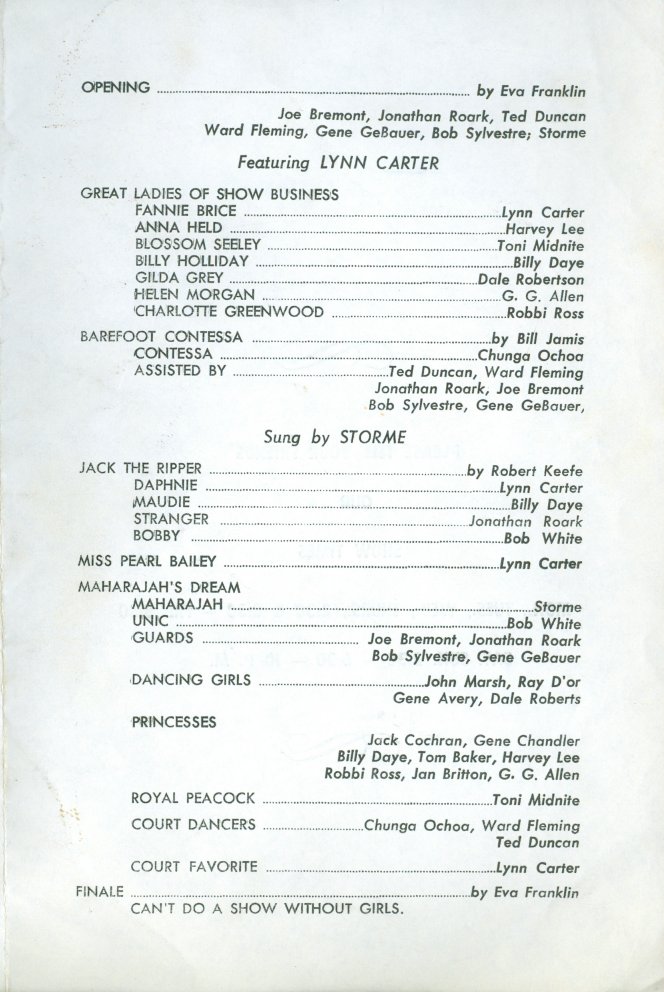 OPENING ........ by Eva Franklin
Joe Bremont, Jonathan Roark, Ted Duncan
Ward Fleming, Gene GeBauer, Bob Sylvestre; Storme
Featuring LYNN CARTER
GREAT LADIES OF SHOW BUSINESS
FANNIE BRICE ........ Lynn Carter
ANNA HELD ........ Harvey Lee
BLOSSOM SEELEY ........ Toni Midnite
BILLY HOLLIDAY ........ Billy Daye
GILDA GREY ........ Dale Robertson
HELEN MORGAN ........ G. G. Allen
CHARLOTTE GREENWOOD ........ Robbi Ross
BAREFOOT CONTESSA ........ by Bill Jamis
CONTESSA ........ Chunga Ochoa
ASSISTED BY ........ Ted Duncan, Ward Fleming
Jonathan Roark, Joe Bremont
Bob Sylvestre, Gene GeBauer,
Sung by STORME
JACK THE RIPPER ........ by Robert Keefe
DAPHNIE ........ Lynn Carter
MAUDIE ........ Billy Daye
STRANGER ........ Jonathan Roark
BOBBY ........ Bob White
MISS PEARL BAILEY ........ Lynn Carter
MAHARAJAH'S DREAM
MAHARAJAH ........ Storme
UNIC ........ Bob White
GUARDS ........ Joe Bremont, Jonathan Roark
Bob Sylvestre, Gene GeBauer
DANCING GIRLS ........ John Marsh, Ray D'or
Gene Avery, Dale Roberts
PRINCESSES
Jack Cochran, Gene Chandler
Billy Daye, Tom Baker, Harvey Lee
Robbi Ross, Jan Britton, G. G. Allen
ROYAL PEACOCK ........ Toni Midnite
COURT DANCERS ........ Chunga Ochoa, Ward Fleming
Ted Duncan
COURT FAVORITE ........ Lynn Carter
FINALE ........ by Eva Franklin
CAN'T DO A SHOW WITHOUT GIRLS.